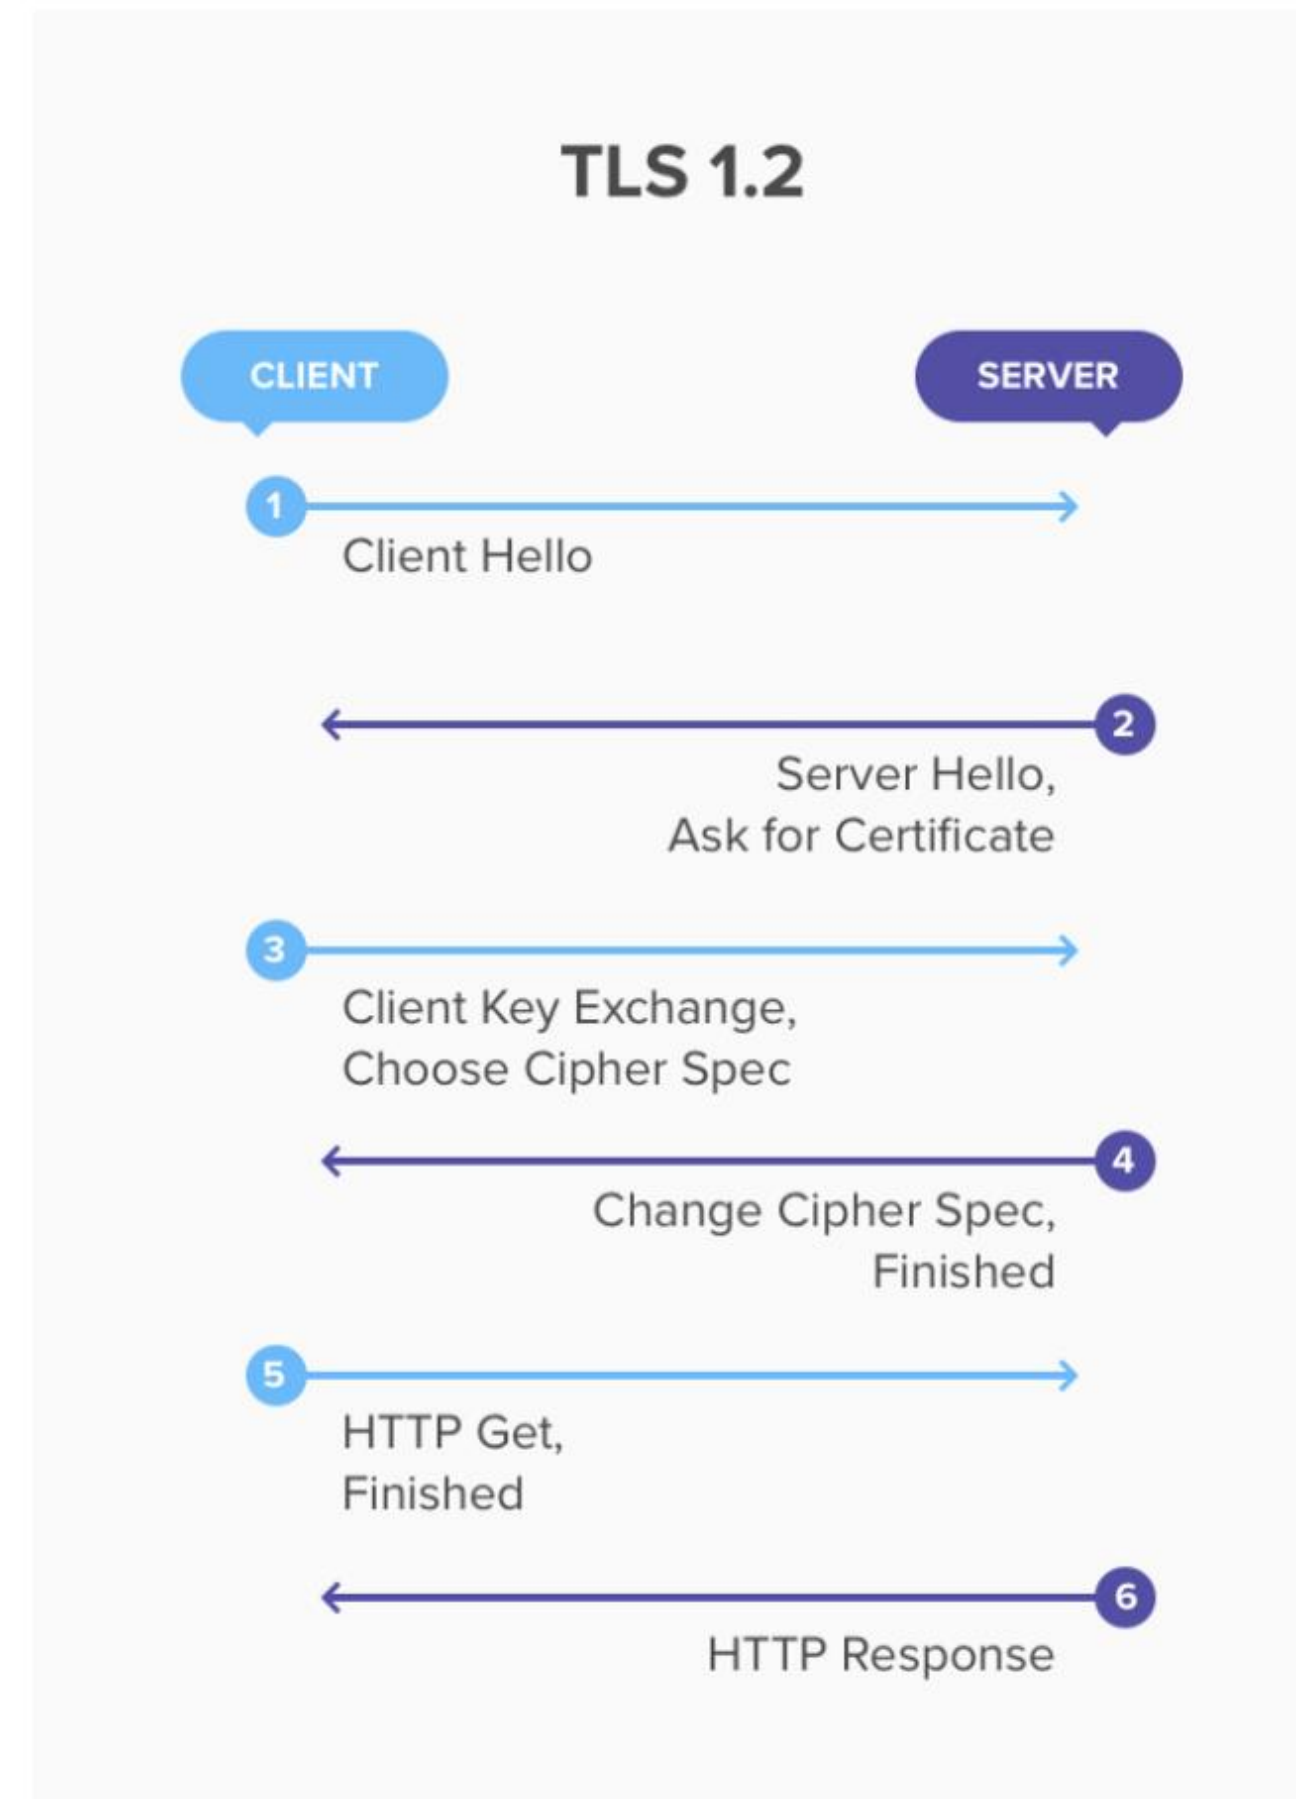 TLS 1.2
CLIENT
SERVER
1
Client Hello
2
Server Hello,
Ask for Certificate
3
Client Key Exchange,
Choose Cipher Spec
4
Change Cipher Spec,
Finished
5
HTTP Get,
Finished
6
HTTP Response